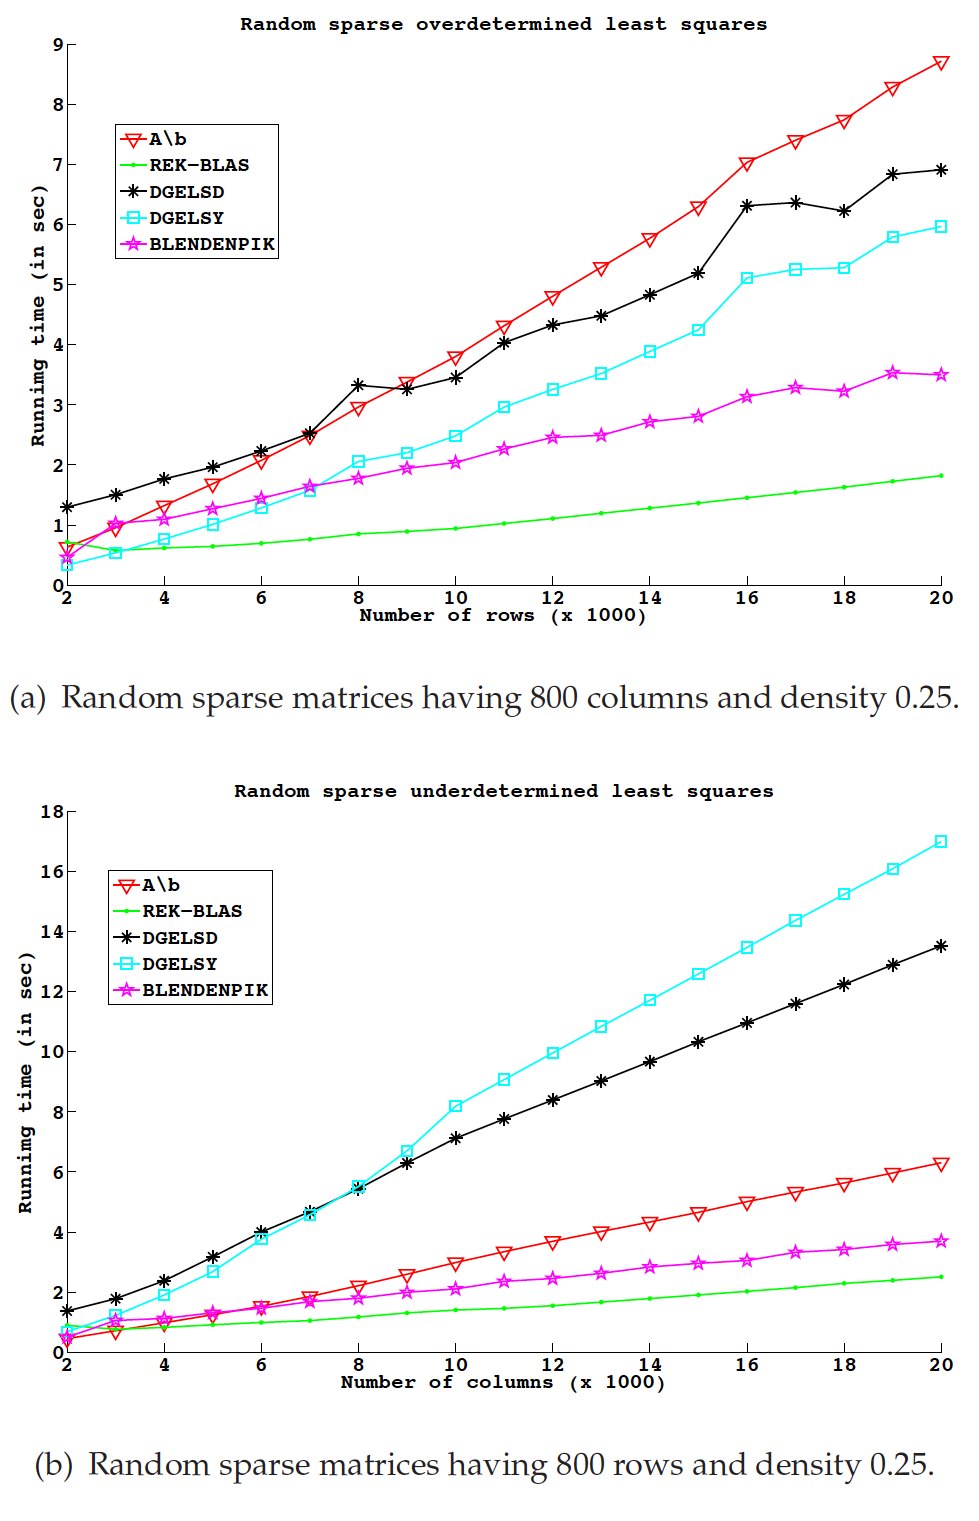 Random sparse overdetermined least squares
9
8
7
6
5
4
3
2
1
0
Runnimg time (in sec)
A\b
REK-BLAS
DGELSD
DGELSY
BLENDENPIK
2 4 6 8 10 12 14 16 18 20
Number of rows (x 1000)
(a) Random sparse matrices having 800 columns and density 0.25.
Random sparse underdetermined least squares
18
16
14
12
10
8
6
4
2
0
Runnimg time (in sec)
A\b
REK-BLAS
DGELSD
DGELSY
BLENDENPIK
2 4 6 8 10 12 14 16 18 20
Number of columns (x 1000)
(b) Random sparse matrices having 800 rows and density 0.25.